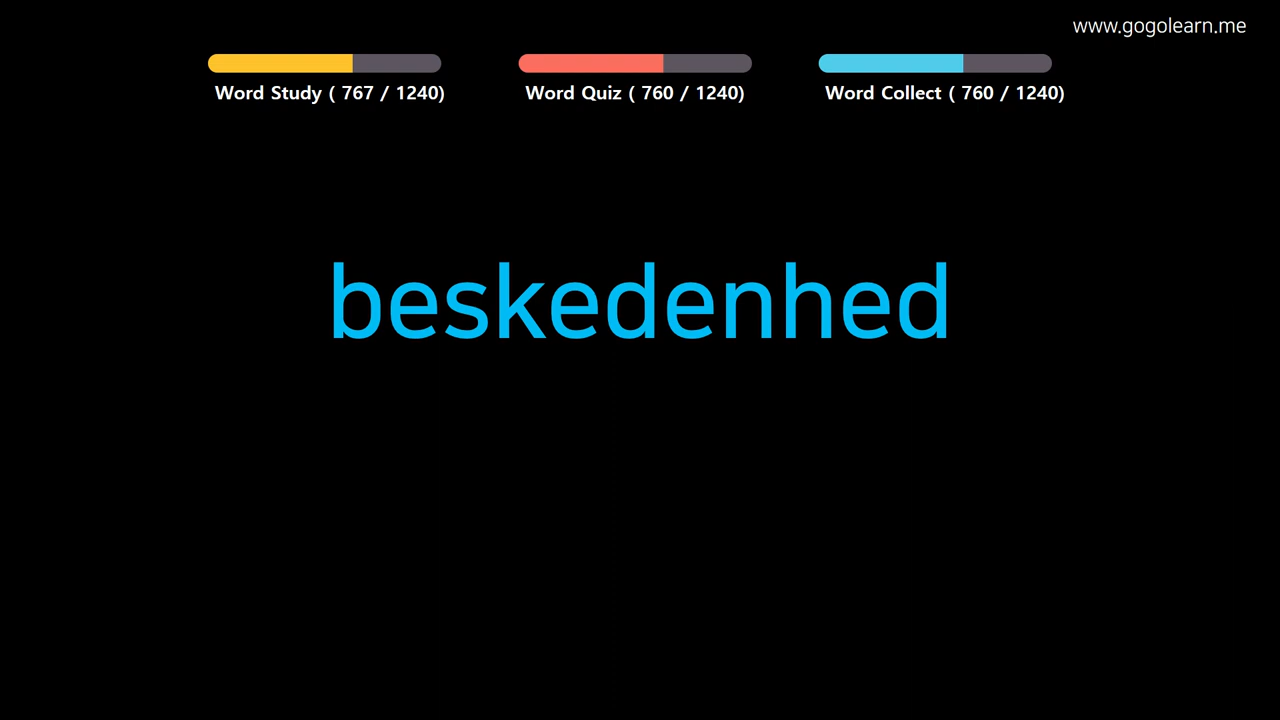 www.gogolearn.me
Word Study ( 767 / 1240)
Word Quiz ( 760 / 1240)
Word Collect ( 760 / 1240)
beskedenhed